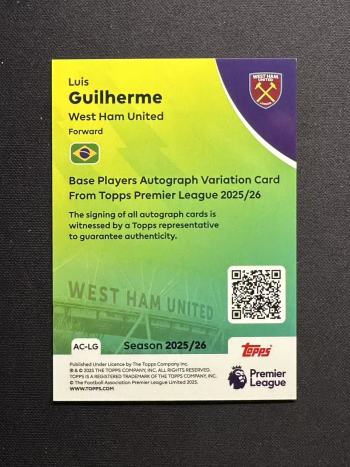 Luis
Guilherme
West Ham United
Forward
WEST HAM
UNITED
LONDON
Base Players Autograph Variation Card
From Topps Premier League 2025/26
The signing of all autograph cards is
witnessed by a Topps representative
to guarantee authenticity.
WEST HAM UNITED
AC-LG
Season 2025/26
topps
Published Under Licence by The Topps Company Inc.
® & © 2025 THE TOPPS COMPANY, INC. ALL RIGHTS RESERVED.
TOPPS IS A REGISTERED TRADEMARK OF THE TOPPS COMPANY, INC.
© The Football Association Premier League Limited 2025.
WWW.TOPPS.COM
Premier
League